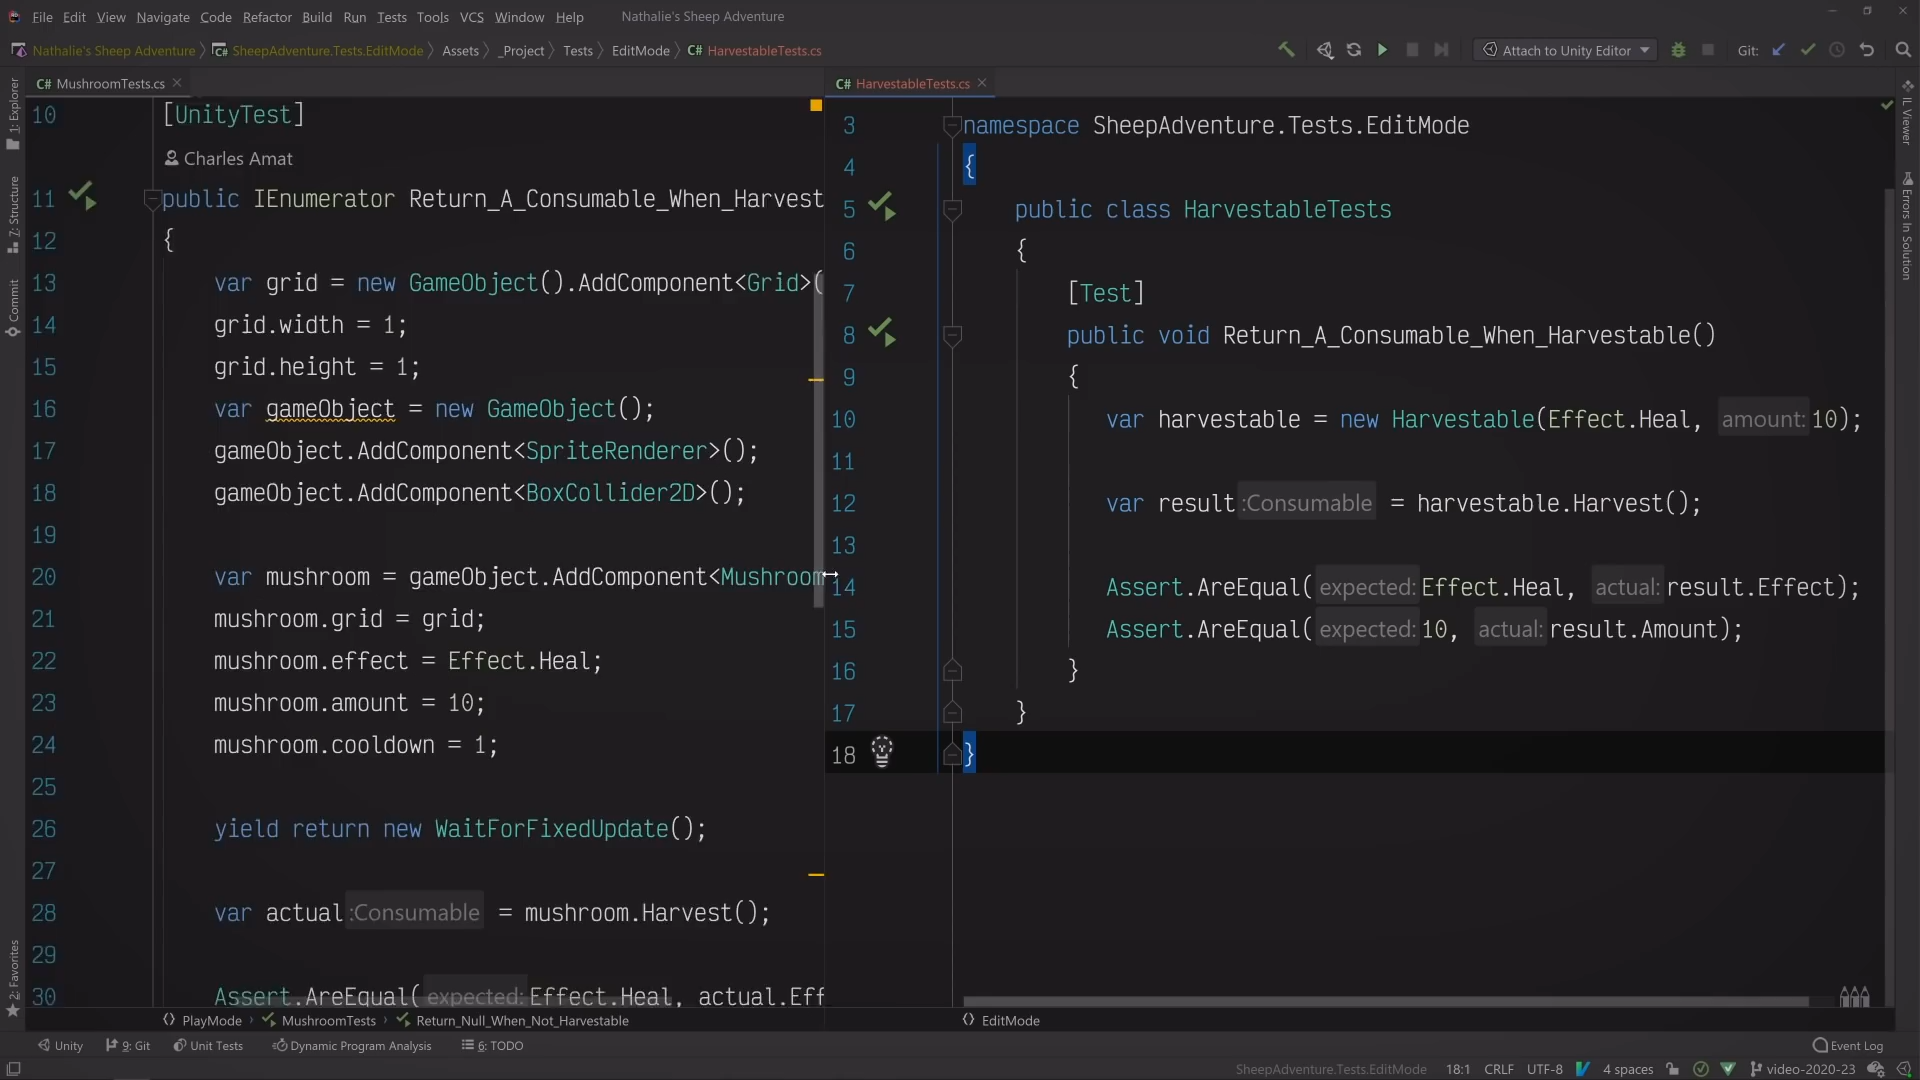 File Edit View Navigate Code Refactor Build Run Tests Tools VCS Window Help Nathalie's Sheep Adventure
Nathalie's Sheep Adventure SheepAdventure.Tests.EditMode Assets _Project Tests EditMode C# HarvestableTests.cs Attach to Unity Editor Git:
C# MushroomTests.cs
1: Explorer
7: Structure
Commit
2: Favorites
10 [UnityTest]
Charles Amat
11 public IEnumerator Return_A_Consumable_When_Harvest
12 {
13 var grid = new GameObject().AddComponent<Grid>(
14 grid.width = 1;
15 grid.height = 1;
16 var gameObject = new GameObject();
17 gameObject.AddComponent<SpriteRenderer>();
18 gameObject.AddComponent<BoxCollider2D>();
19
20 var mushroom = gameObject.AddComponent<Mushroom
21 mushroom.grid = grid;
22 mushroom.effect = Effect.Heal;
23 mushroom.amount = 10;
24 mushroom.cooldown = 1;
25
26 yield return new WaitForFixedUpdate();
27
28 var actual :Consumable = mushroom.Harvest();
29
30 Assert.AreEqual( expected: Effect.Heal, actual.Eff
PlayMode MushroomTests Return_Null_When_Not_Harvestable
C# HarvestableTests.cs
3 namespace SheepAdventure.Tests.EditMode
4 {
5 public class HarvestableTests
6 {
7 [Test]
8 public void Return_A_Consumable_When_Harvestable()
9 {
10 var harvestable = new Harvestable(Effect.Heal, amount: 10);
11
12 var result :Consumable = harvestable.Harvest();
13
14 Assert.AreEqual( expected: Effect.Heal, actual: result.Effect);
15 Assert.AreEqual( expected: 10, actual: result.Amount);
16 }
17 }
18 }
EditMode
IL Viewer
Errors In Solution
Unity 9: Git Unit Tests Dynamic Program Analysis 6: TODO Event Log
SheepAdventure.Tests.EditMode 18:1 CRLF UTF-8 4 spaces video-2020-23